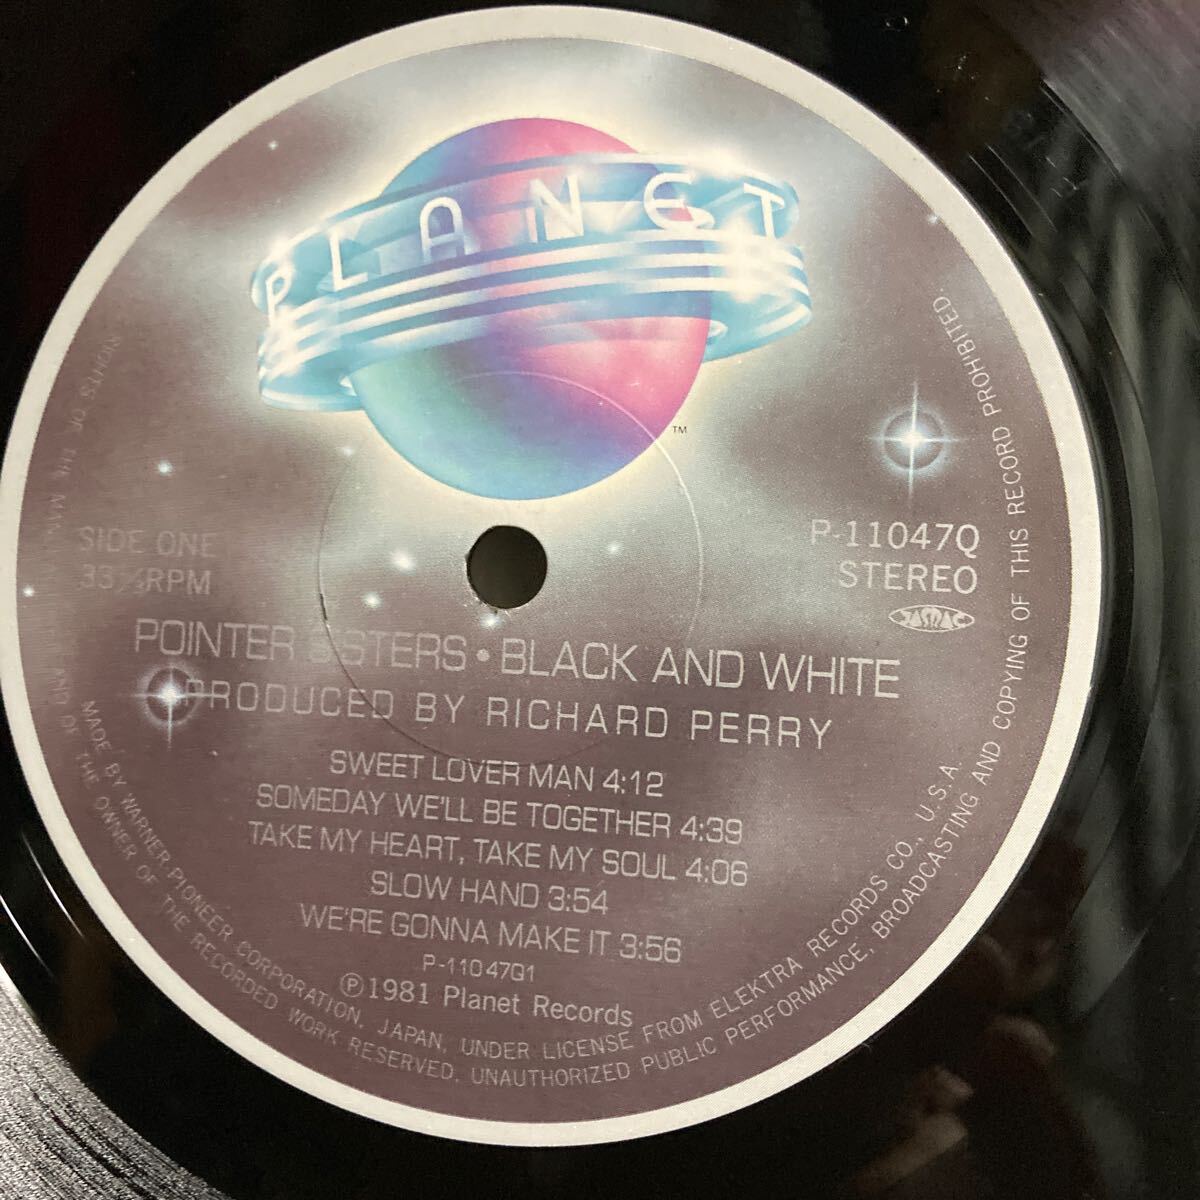 PLANET
™
SIDE ONE
33⅓RPM
P-11047Q
STEREO
JASRAC
POINTER SISTERS • BLACK AND WHITE
PRODUCED BY RICHARD PERRY
SWEET LOVER MAN 4:12
SOMEDAY WE'LL BE TOGETHER 4:39
TAKE MY HEART, TAKE MY SOUL 4:06
SLOW HAND 3:54
WE'RE GONNA MAKE IT 3:56
P-11047Q1
℗1981 Planet Records
MADE BY WARNER-PIONEER CORPORATION, JAPAN, UNDER LICENSE FROM ELEKTRA RECORDS CO., U.S.A.
RIGHTS OF THE AND OF THE OWNER OF THE RECORDED WORK RESERVED. UNAUTHORIZED PUBLIC PERFORMANCE, BROADCASTING AND COPYING OF THIS RECORD PROHIBITED.